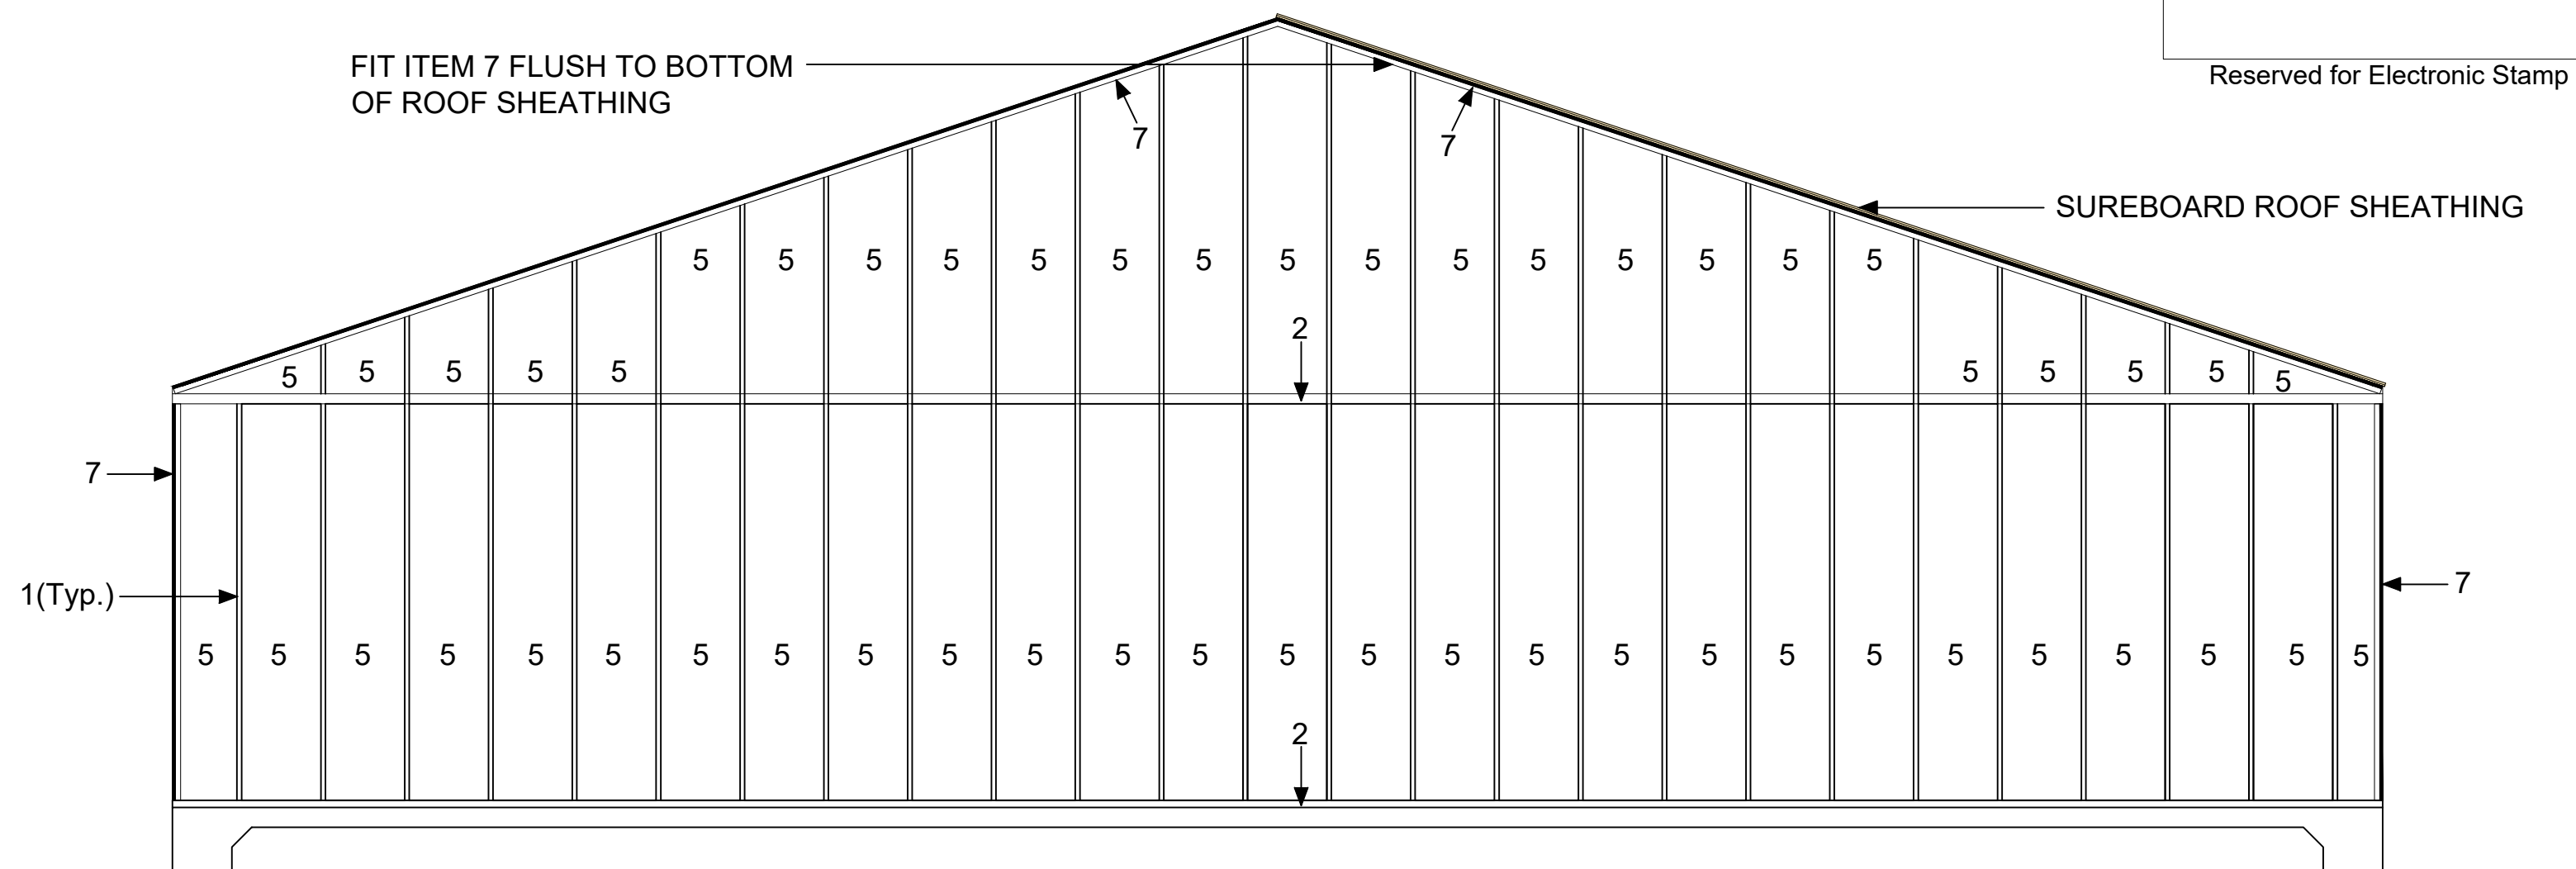 Reserved for Electronic Stamp
FIT ITEM 7 FLUSH TO BOTTOM
OF ROOF SHEATHING
7
7
SUREBOARD ROOF SHEATHING
5 5 5 5 5 5 5 5 5 5 5 5 5 5 5
2
5 5 5 5 5
5 5 5 5 5
7
7
1(Typ.)
5 5 5 5 5 5 5 5 5 5 5 5 5 5 5 5 5 5 5 5 5 5 5 5 5 5 5
2